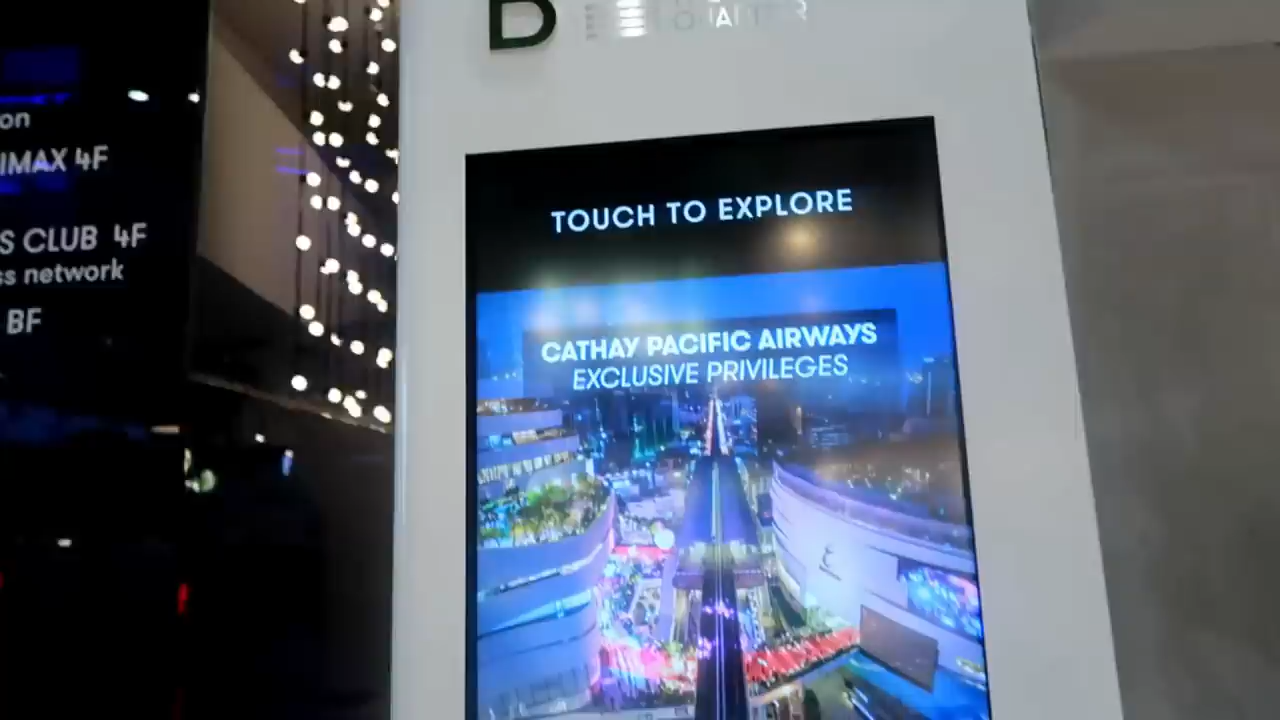 on
IMAX 4F
S CLUB 4F
ss network
BF
TOUCH TO EXPLORE
CATHAY PACIFIC AIRWAYS
EXCLUSIVE PRIVILEGES